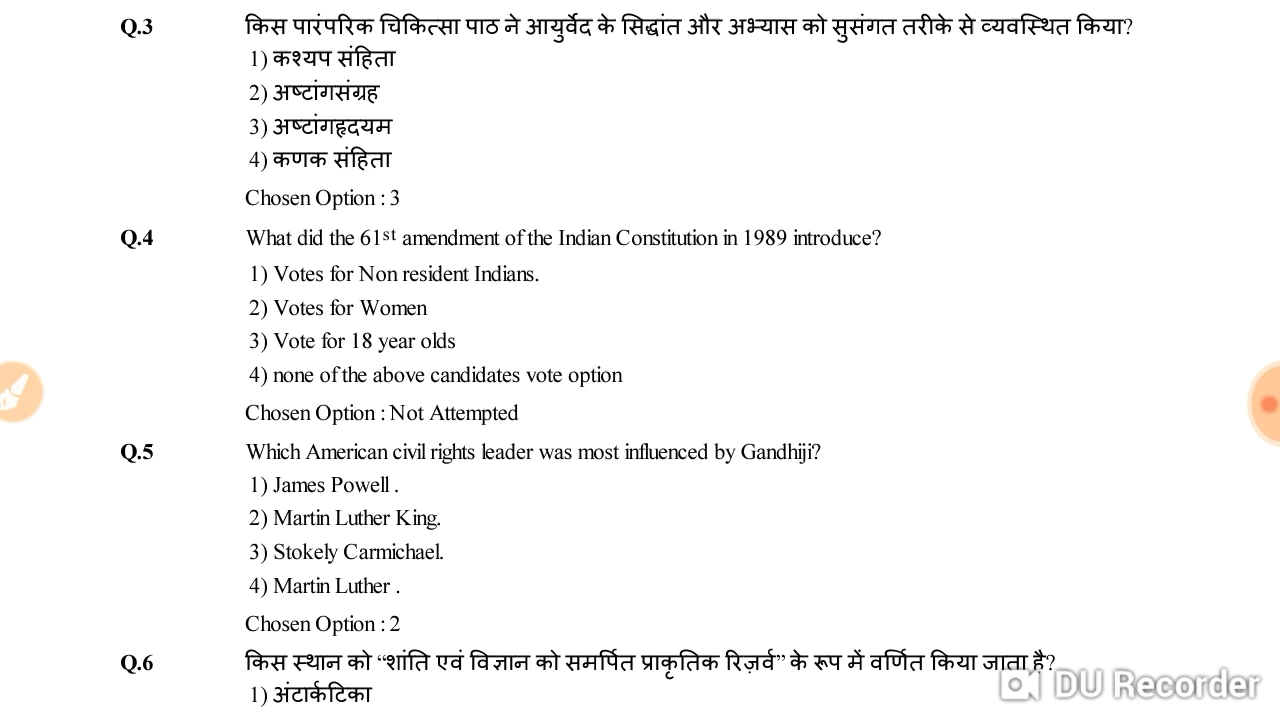 Q.3 किस पारंपरिक चिकित्सा पाठ ने आयुर्वेद के सिद्धांत और अभ्यास को सुसंगत तरीके से व्यवस्थित किया?
1) कश्यप संहिता
2) अष्टांगसंग्रह
3) अष्टांगहृदयम
4) कणक संहिता
Chosen Option : 3
Q.4 What did the 61st amendment of the Indian Constitution in 1989 introduce?
1) Votes for Non resident Indians.
2) Votes for Women
3) Vote for 18 year olds
4) none of the above candidates vote option
Chosen Option : Not Attempted
Q.5 Which American civil rights leader was most influenced by Gandhiji?
1) James Powell .
2) Martin Luther King.
3) Stokely Carmichael.
4) Martin Luther .
Chosen Option : 2
Q.6 किस स्थान को “शांति एवं विज्ञान को समर्पित प्राकृतिक रिज़र्व” के रूप में वर्णित किया जाता है?
1) अंटार्कटिका
DU Recorder